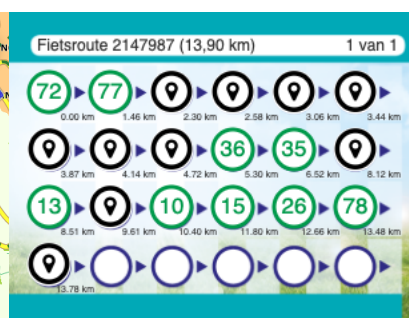 Fietsroute 2147987 (13,90 km) 1 van 1
72 77
0.00 km 1.46 km 2.30 km 2.58 km 3.06 km 3.44 km
36 35
3.87 km 4.14 km 4.72 km 5.30 km 6.52 km 8.12 km
13 10 15 26 78
8.51 km 9.61 km 10.40 km 11.80 km 12.66 km 13.48 km
13.78 km